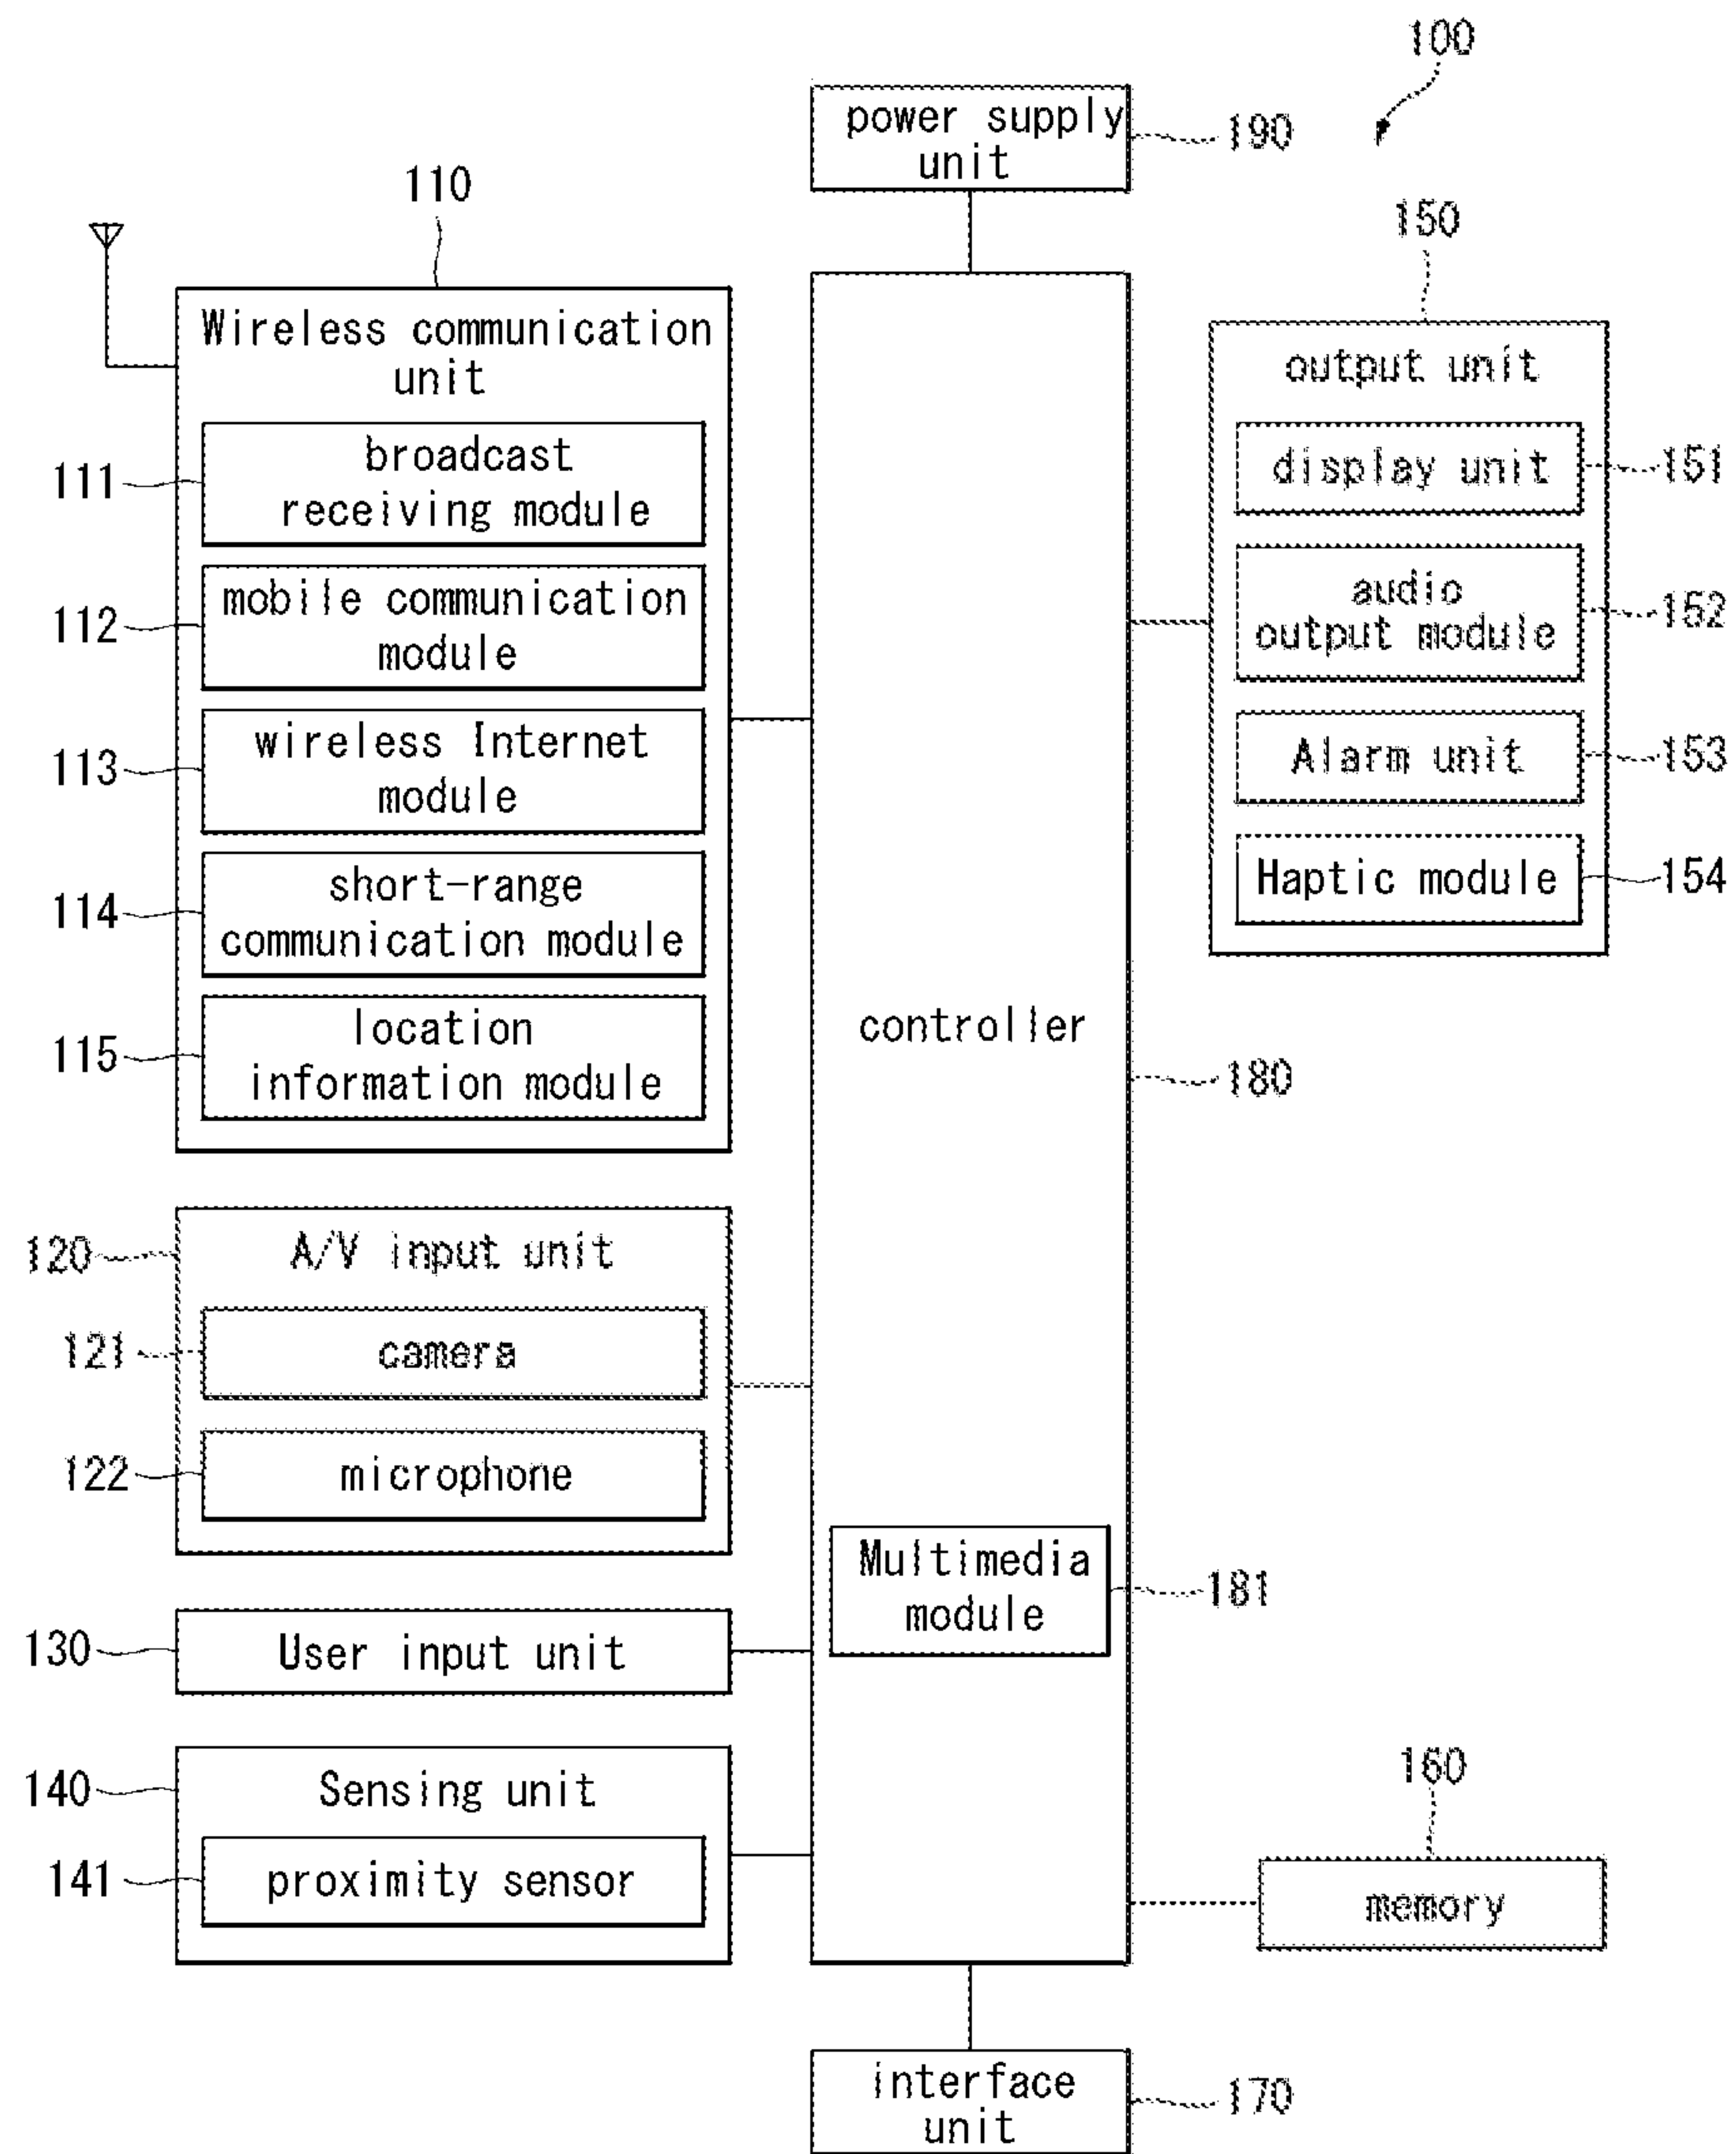 100
power supply
unit
190
110
150
Wireless communication
unit
111
broadcast
receiving module
112
mobile communication
module
113
wireless Internet
module
114
short-range
communication module
115
location
information module
120
A/V input unit
121
camera
122
microphone
130
User input unit
140
Sensing unit
141
proximity sensor
controller
180
Multimedia
module
181
output unit
display unit
151
audio
output module
152
Alarm unit
153
Haptic module
154
160
memory
interface
unit
170